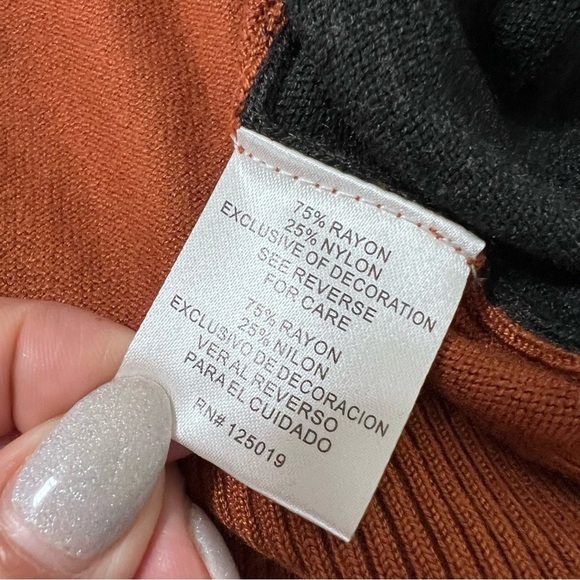 75% RAYON
25% NYLON
EXCLUSIVE OF DECORATION
SEE REVERSE
FOR CARE
75% RAYON
25% NILON
EXCLUSIVO DE DECORACION
VER AL REVERSO
PARA EL CUIDADO
RN# 125019